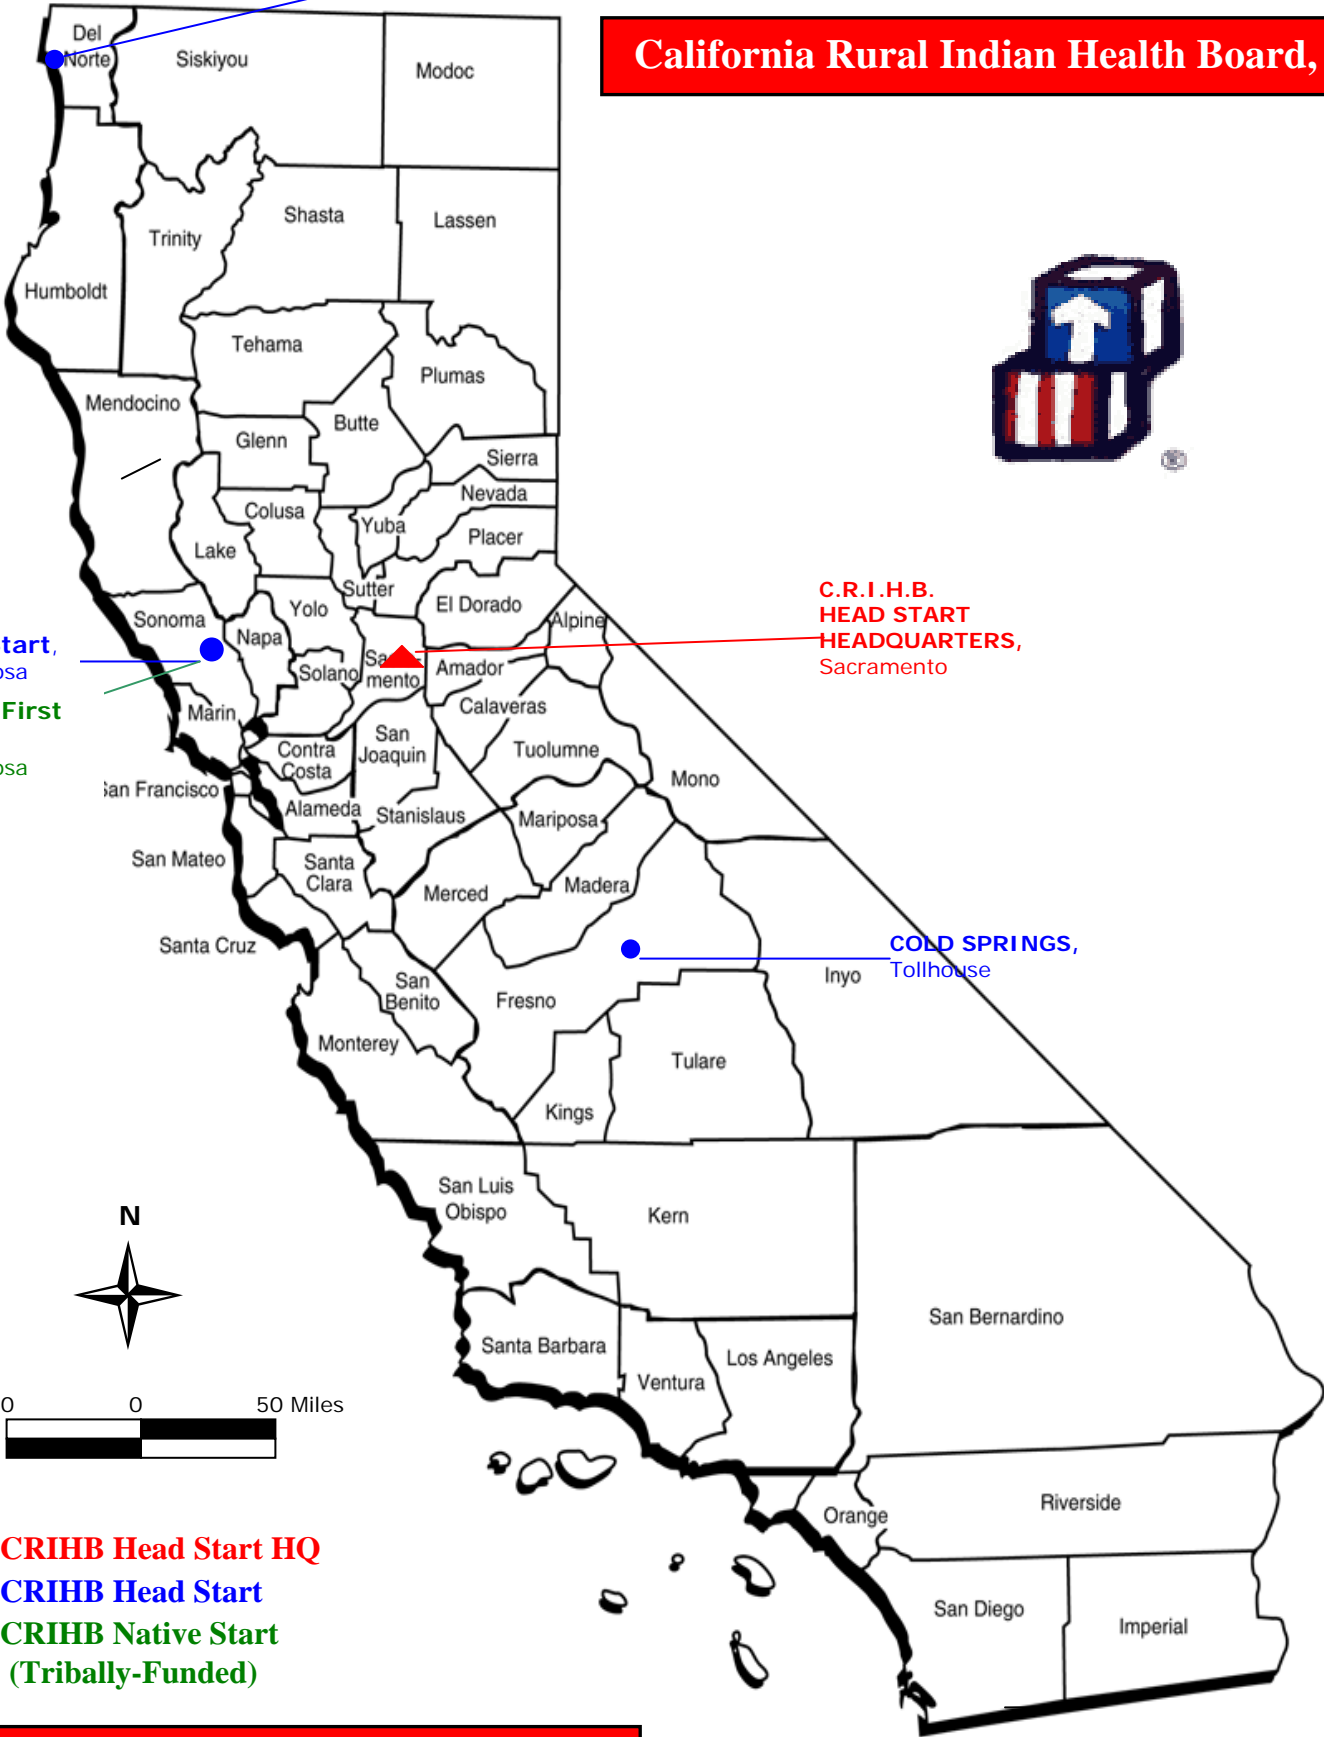 California Rural Indian Health Board,
Del
Norte
Siskiyou
Modoc
Shasta
Lassen
Trinity
Humboldt
Tehama
Plumas
Mendocino
Butte
Glenn
Sierra
Nevada
Colusa
Yuba
Placer
Lake
Sutter
C.R.I.H.B.
HEAD START
HEADQUARTERS,
Sacramento
Yolo
El Dorado
Sonoma
Alpine
Napa
tart,
osa
Solano
Sacra-
mento
Amador
First
osa
Marin
Calaveras
San
Joaquin
Contra
Costa
Tuolumne
Mono
San Francisco
Alameda
Stanislaus
Mariposa
San Mateo
Santa
Clara
Merced
Madera
Santa Cruz
COLD SPRINGS,
Tollhouse
Inyo
San
Benito
Fresno
Monterey
Tulare
Kings
San Luis
Obispo
Kern
N
San Bernardino
Santa Barbara
Los Angeles
Ventura
0 0 50 Miles
Riverside
Orange
CRIHB Head Start HQ
CRIHB Head Start
CRIHB Native Start
(Tribally-Funded)
San Diego
Imperial
®